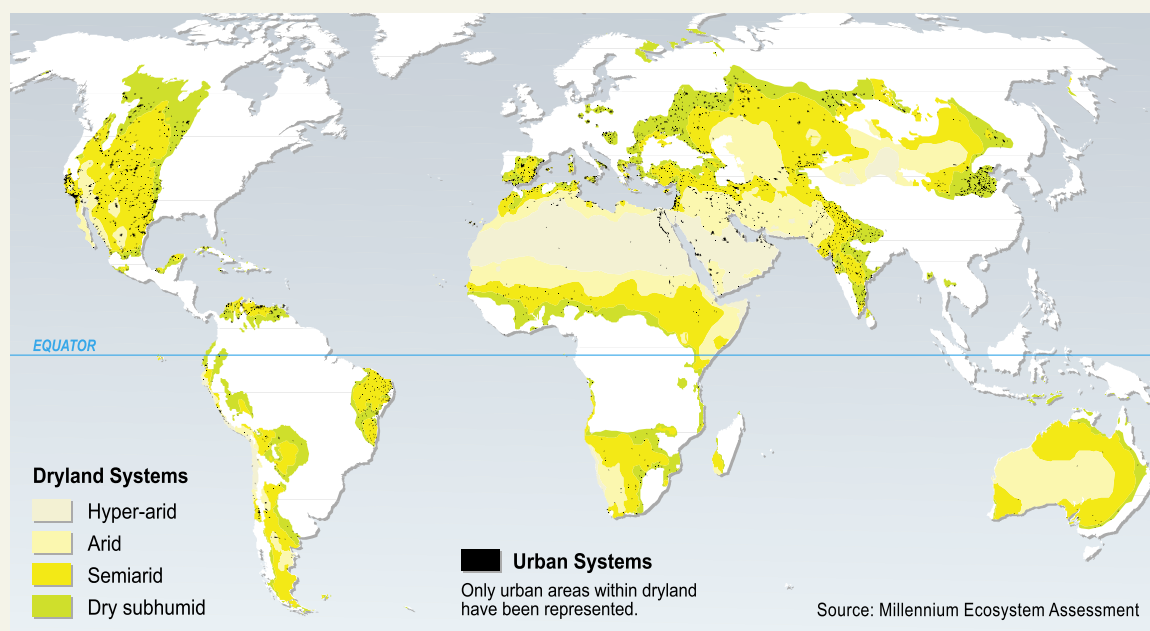 EQUATOR
Dryland Systems
Hyper-arid
Arid
Semiarid
Dry subhumid
Urban Systems
Only urban areas within dryland
have been represented.
Source: Millennium Ecosystem Assessment